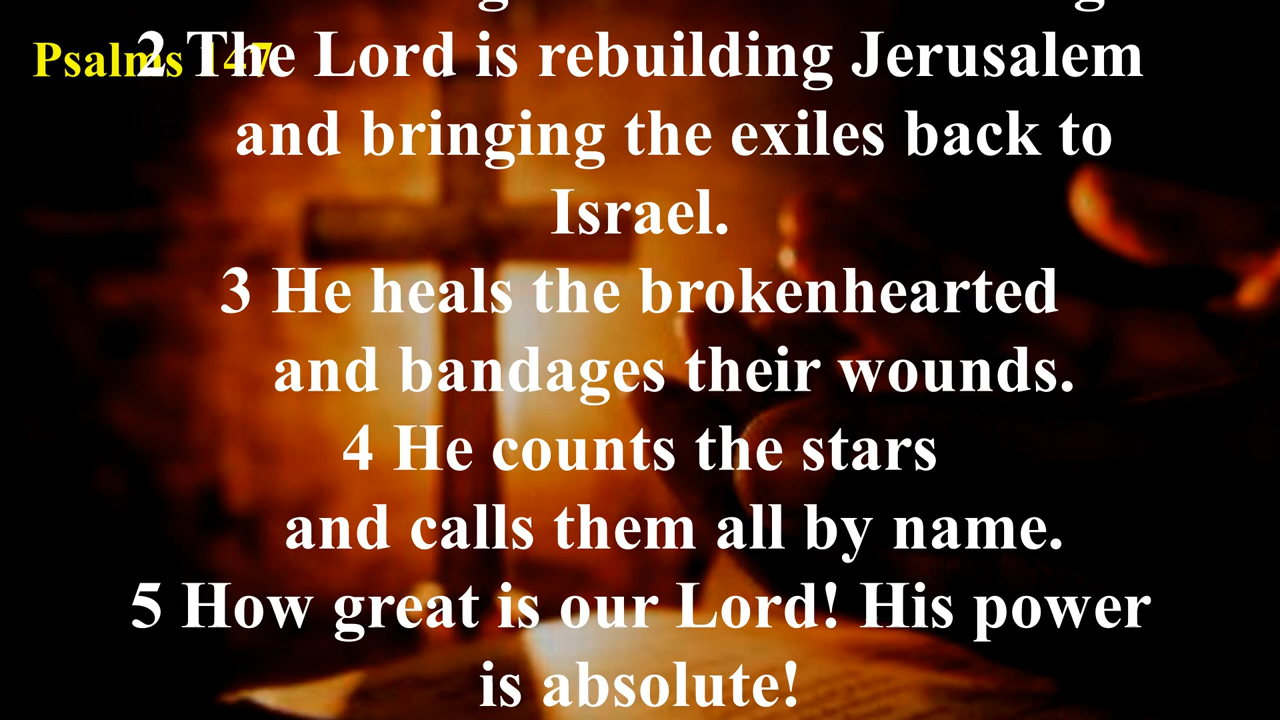 Psalms 147
2 The Lord is rebuilding Jerusalem
and bringing the exiles back to
Israel.
3 He heals the brokenhearted
and bandages their wounds.
4 He counts the stars
and calls them all by name.
5 How great is our Lord! His power
is absolute!